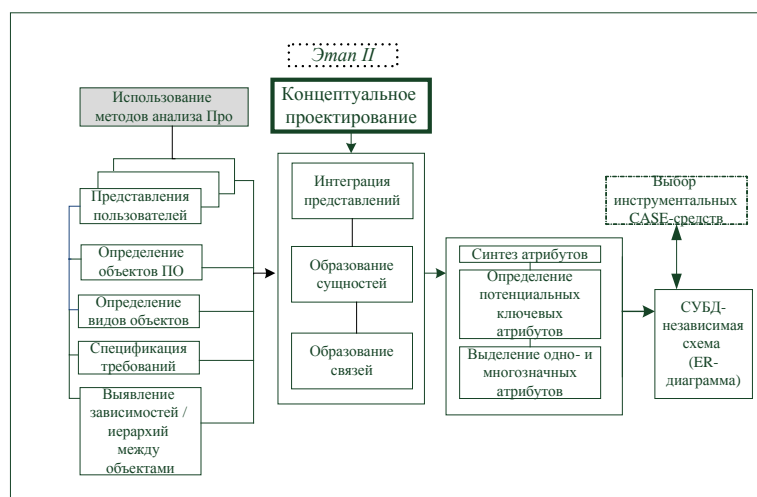 Этап II
Концептуальное
проектирование
Использование
методов анализа Про
Представления
пользователей
Определение
объектов ПО
Определение
видов объектов
Спецификация
требований
Выявление
зависимостей /
иерархий
между
объектами
Интеграция
представлений
Образование
сущностей
Образование
связей
Синтез атрибутов
Определение
потенциальных
ключевых
атрибутов
Выделение одно- и
многозначных
атрибутов
Выбор
инструментальных
CASE-средств
СУБД-
независимая
схема
(ER-
диаграмма)